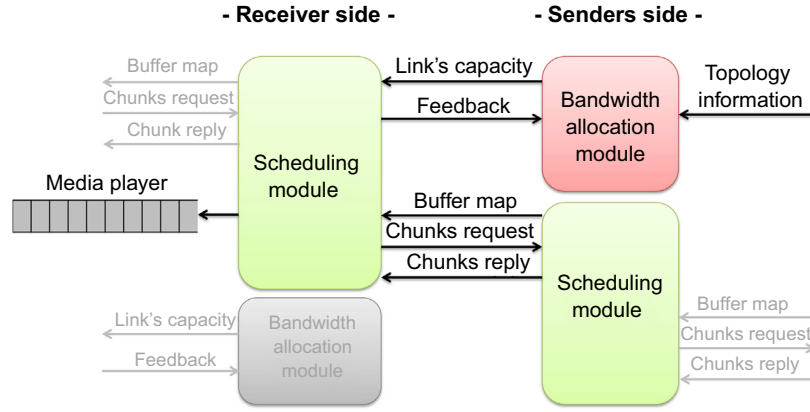 - Receiver side -
- Senders side -
Buffer map
Chunks request
Chunk reply
Scheduling
module
Link's capacity
Feedback
Bandwidth
allocation
module
Topology
information
Media player
Buffer map
Chunks request
Chunks reply
Scheduling
module
Link's capacity
Feedback
Bandwidth
allocation
module
Buffer map
Chunks request
Chunks reply